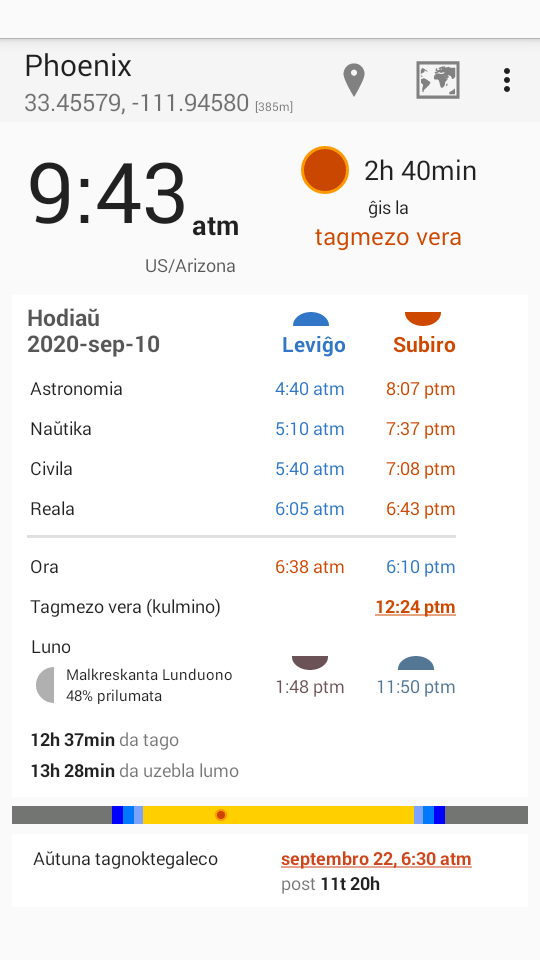 Phoenix
33.45579, -111.94580 [385m]
9:43 atm
US/Arizona
2h 40min
ĝis la
tagmezo vera
Hodiaŭ
2020-sep-10
Leviĝo Subiro
Astronomia 4:40 atm 8:07 ptm
Naŭtika 5:10 atm 7:37 ptm
Civila 5:40 atm 7:08 ptm
Reala 6:05 atm 6:43 ptm
Ora 6:38 atm 6:10 ptm
Tagmezo vera (kulmino) 12:24 ptm
Luno
Malkreskanta Lunduono
48% prilumata
1:48 ptm 11:50 ptm
12h 37min da tago
13h 28min da uzebla lumo
Aŭtuna tagnoktegaleco septembro 22, 6:30 atm
post 11t 20h